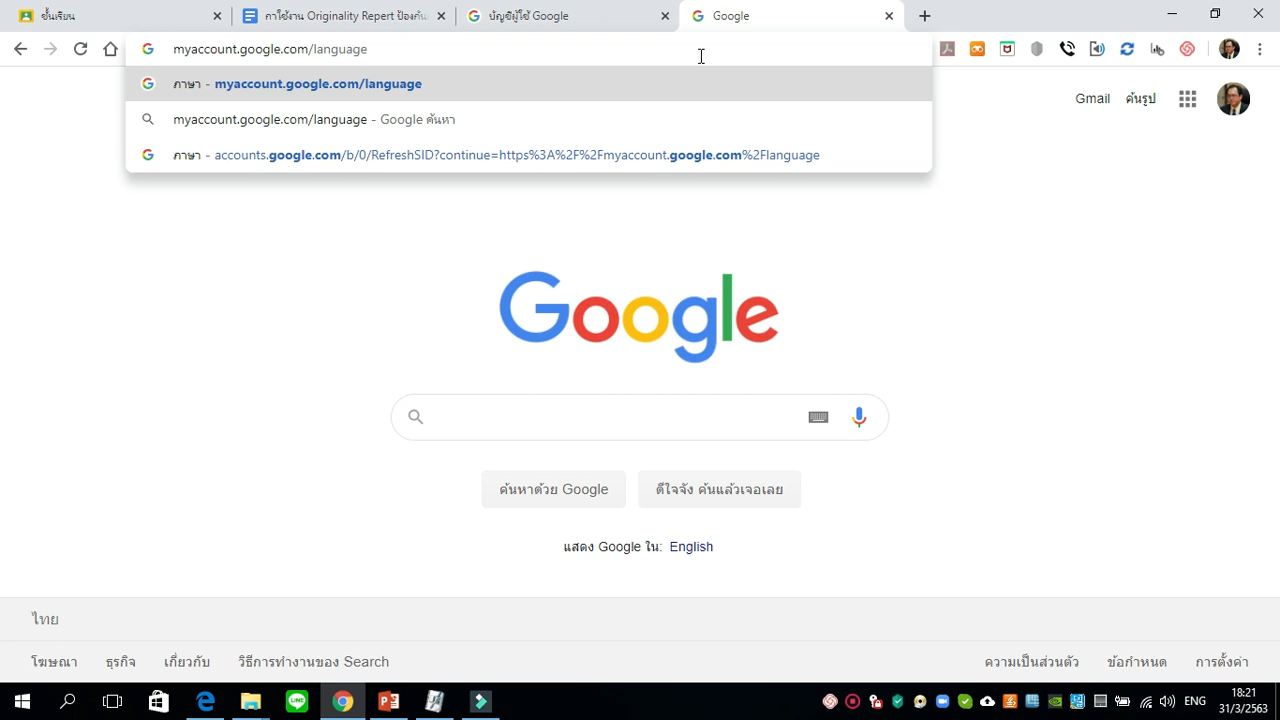 ชั้นเรียน
การใช้งาน Originality Report ป้องกัน
บัญชีผู้ใช้ Google
Google
myaccount.google.com/language
ภาษา - myaccount.google.com/language
myaccount.google.com/language - Google ค้นหา
ภาษา - accounts.google.com/b/0/RefreshSID?continue=https%3A%2F%2Fmyaccount.google.com%2Flanguage
Gmail ค้นรูป
Google
ค้นหาด้วย Google ดีใจจัง ค้นแล้วเจอเลย
แสดง Google ใน: English
ไทย
โฆษณา ธุรกิจ เกี่ยวกับ วิธีการทำงานของ Search ความเป็นส่วนตัว ข้อกำหนด การตั้งค่า
ENG
18:21
31/3/2563